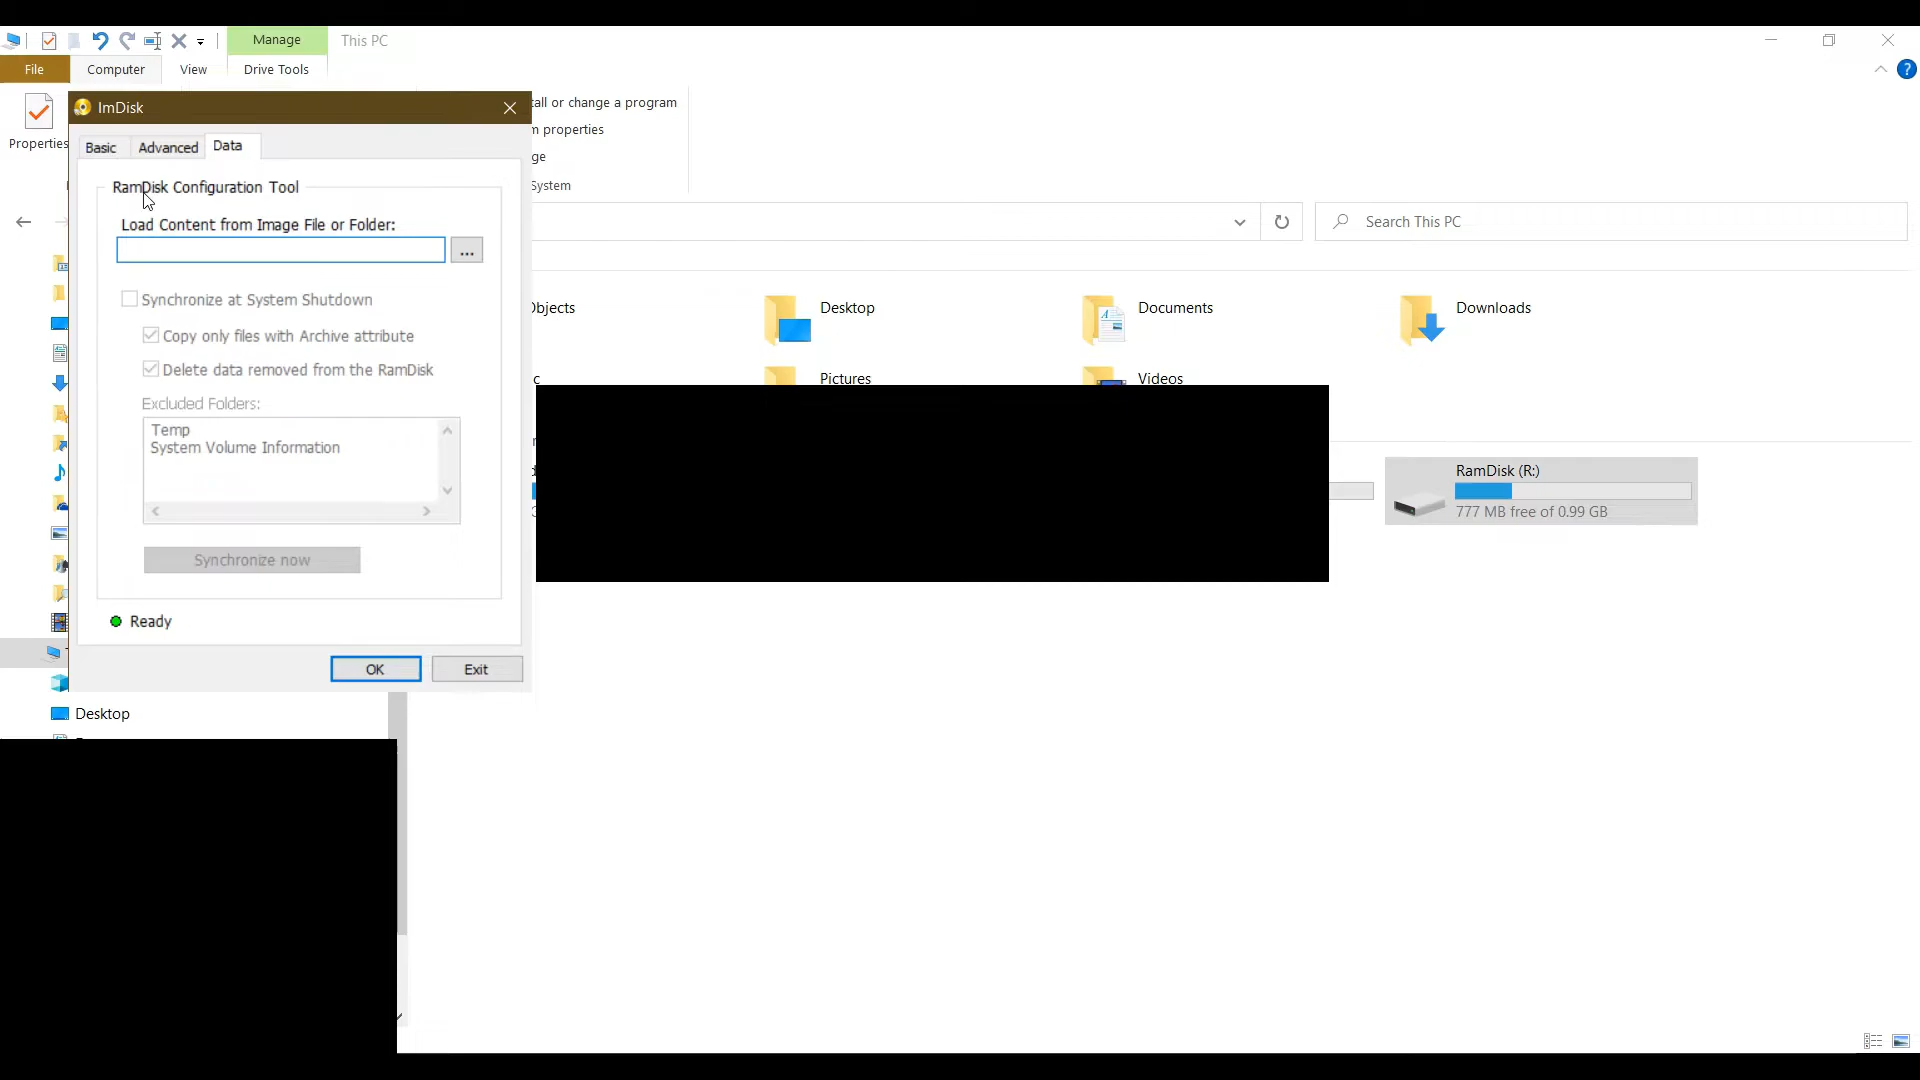 Manage
This PC
File
Computer
View
Drive Tools
Properties
ImDisk
all or change a program
properties
System
Basic
Advanced
Data
RamDisk Configuration Tool
Load Content from Image File or Folder:
...
Search This PC
Synchronize at System Shutdown
Copy only files with Archive attribute
Delete data removed from the RamDisk
Excluded Folders:
Temp
System Volume Information
Synchronize now
Ready
OK
Exit
Objects
Desktop
Documents
Downloads
Pictures
Videos
RamDisk (R:)
777 MB free of 0.99 GB
Desktop